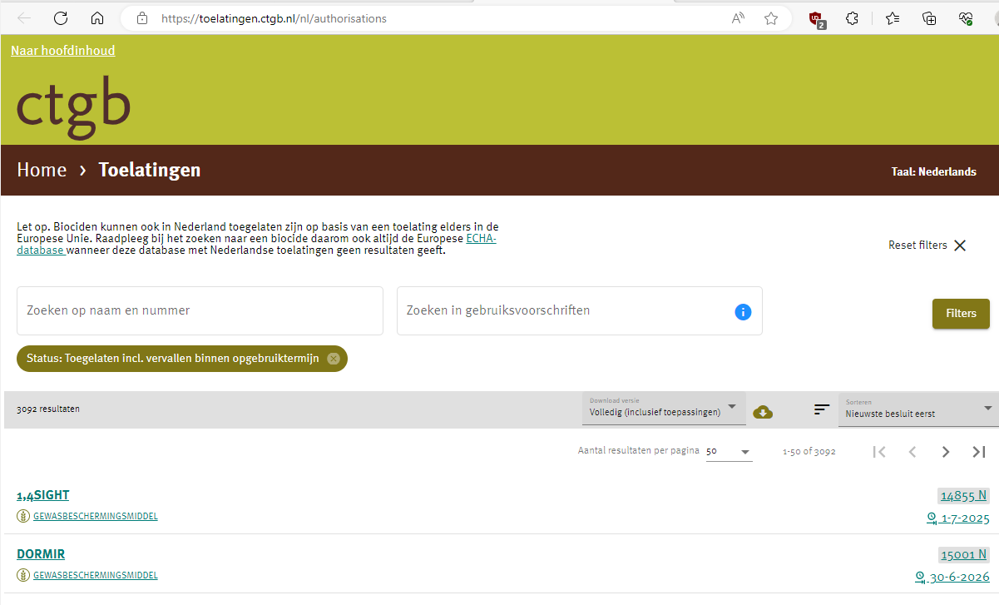 https://toelatingen.ctgb.nl/nl/authorisations
2
Naar hoofdinhoud
ctgb
Home > Toelatingen
Taal: Nederlands
Let op. Biociden kunnen ook in Nederland toegelaten zijn op basis van een toelating elders in de
Europese Unie. Raadpleeg bij het zoeken naar een biocide daarom ook altijd de Europese ECHA-
database wanneer deze database met Nederlandse toelatingen geen resultaten geeft.
Reset filters
Zoeken op naam en nummer
Zoeken in gebruiksvoorschriften
Filters
Status: Toegelaten incl. vervallen binnen opgebruiktermijn
3092 resultaten
Download versie
Volledig (inclusief toepassingen)
Sorteren
Nieuwste besluit eerst
Aantal resultaten per pagina 50
1-50 of 3092
1,4SIGHT
14855 N
GEWASBESCHERMINGSMIDDEL
1-7-2025
DORMIR
15001 N
GEWASBESCHERMINGSMIDDEL
30-6-2026